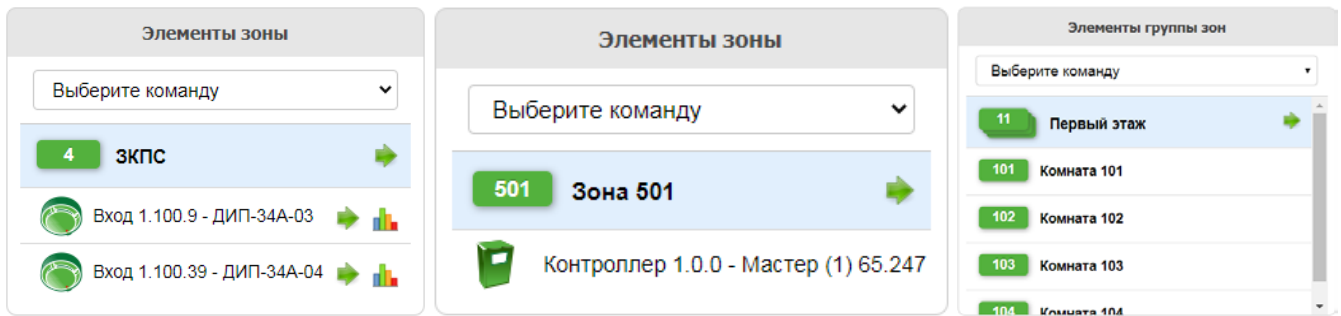 Элементы зоны
Выберите команду
4 ЗКПС
Вход 1.100.9 - ДИП-34А-03
Вход 1.100.39 - ДИП-34А-04
Элементы зоны
Выберите команду
501 Зона 501
Контроллер 1.0.0 - Мастер (1) 65.247
Элементы группы зон
Выберите команду
11 Первый этаж
101 Комната 101
102 Комната 102
103 Комната 103
104 Комната 104